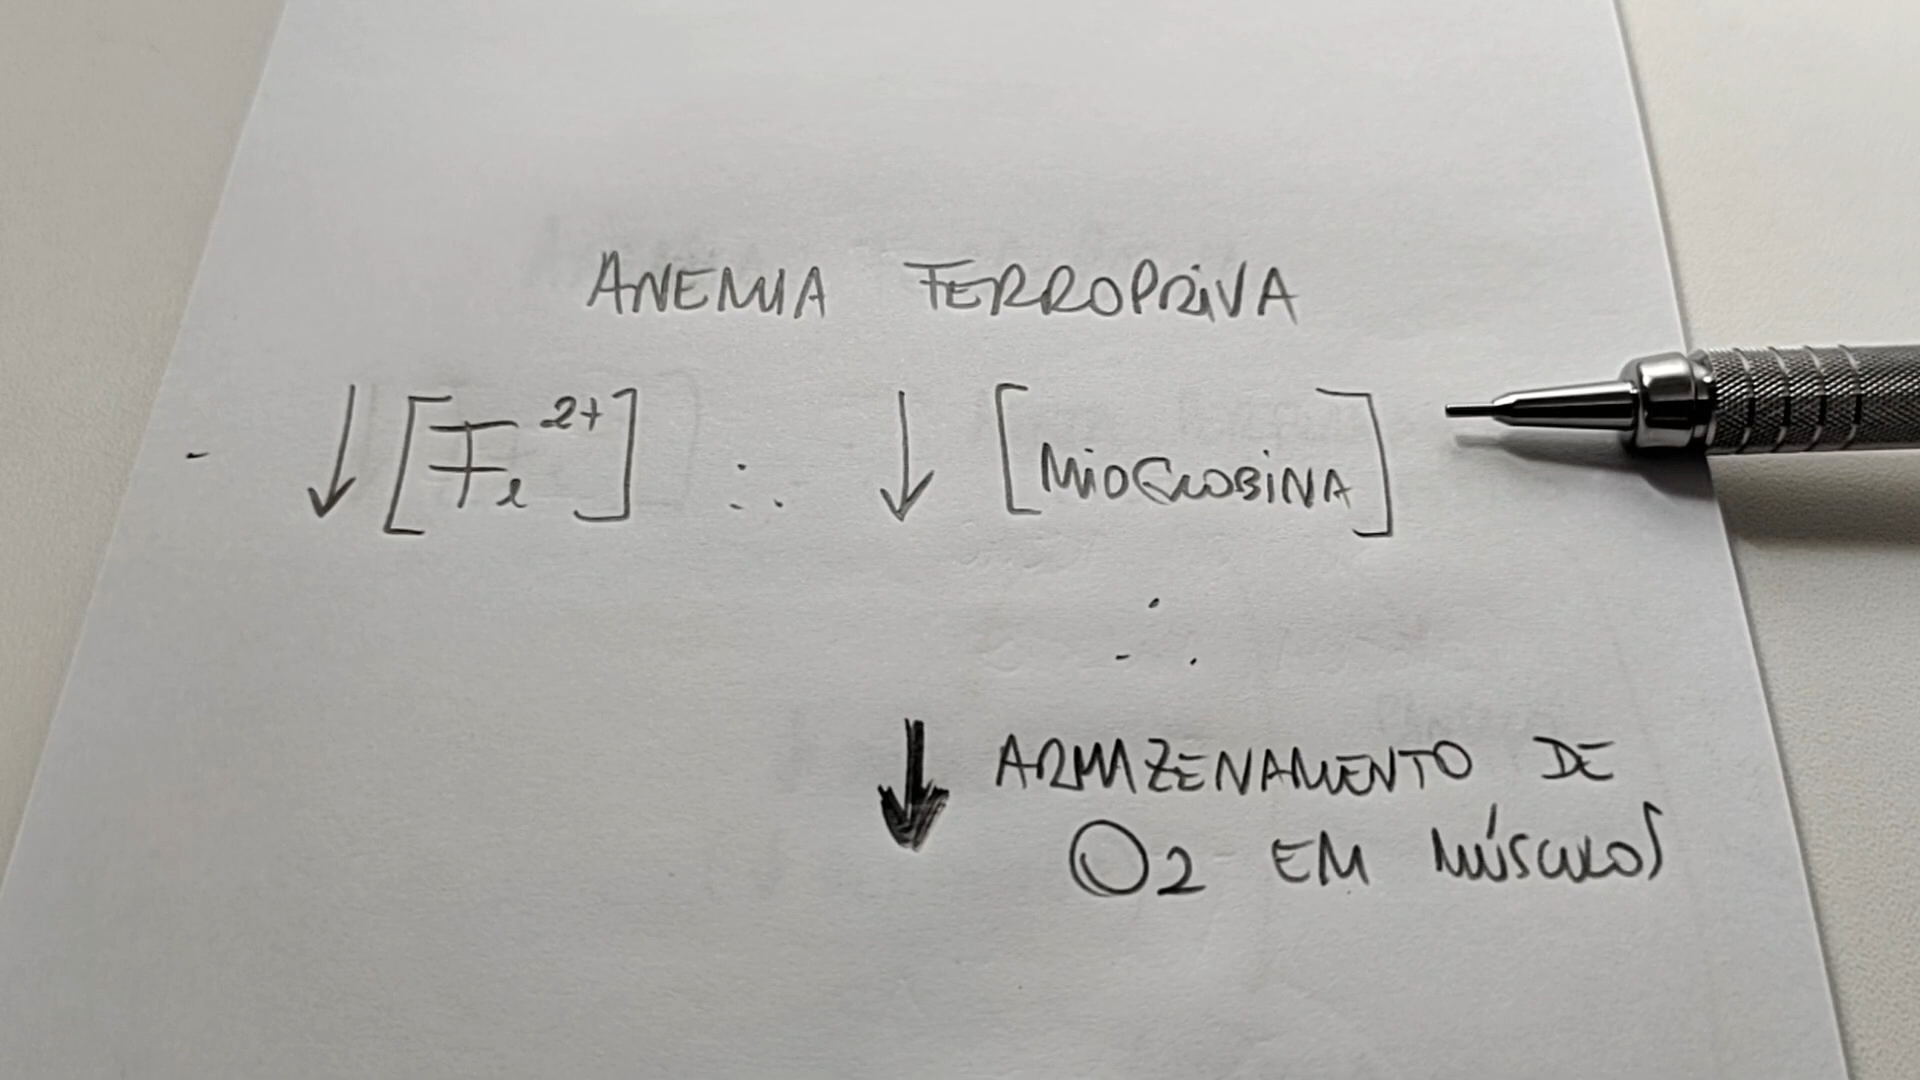 ANEMIA FERROPRIVA
- ↓ [Fe²⁺] ∴ ↓ [MIOGLOBINA]
∴
↓ ARMAZENAMENTO DE
O2 EM MÚSCULOS